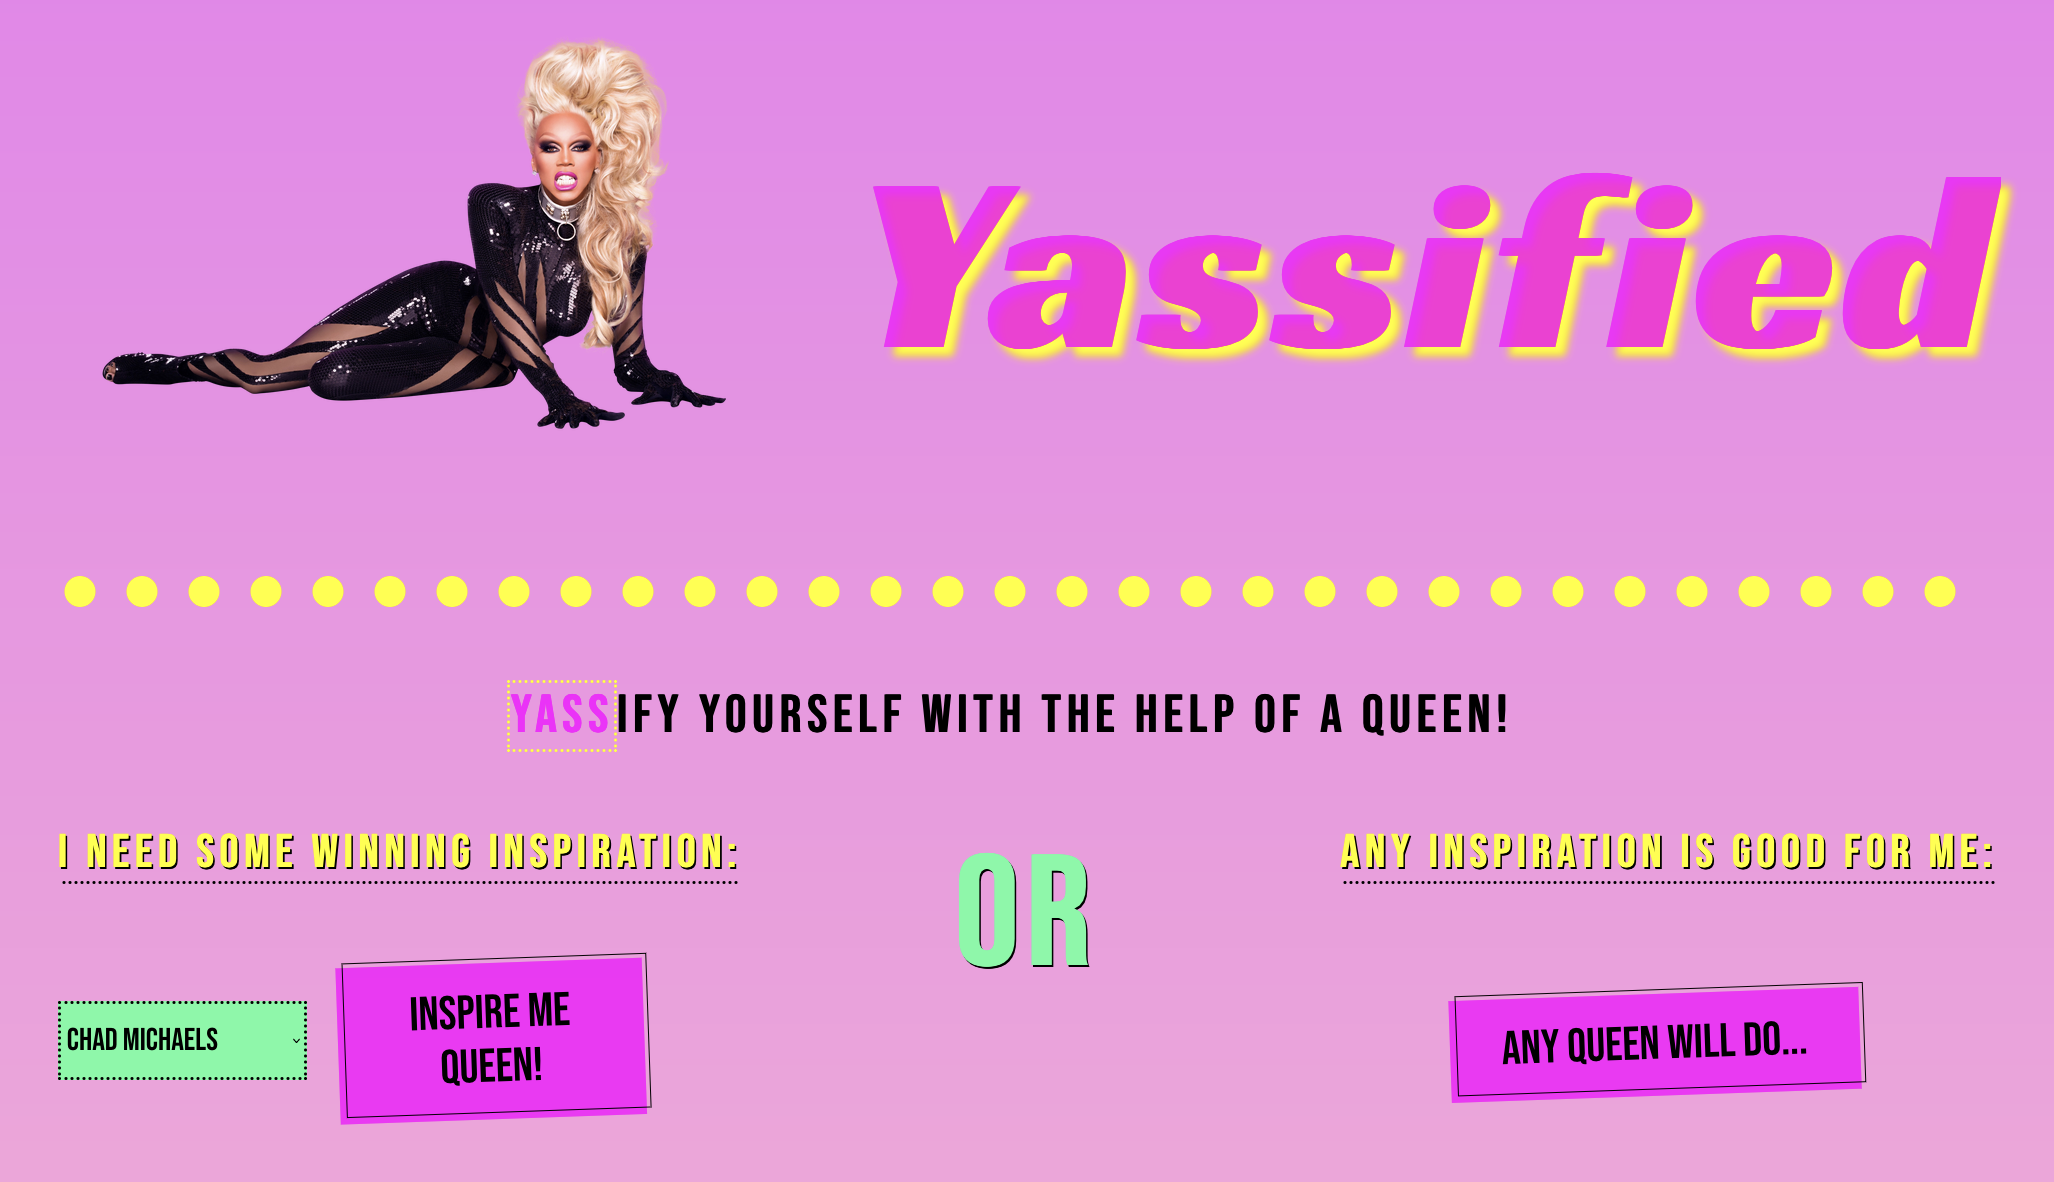 Yassified
YASSIFY YOURSELF WITH THE HELP OF A QUEEN!
I NEED SOME WINNING INSPIRATION:
OR
ANY INSPIRATION IS GOOD FOR ME:
CHAD MICHAELS
INSPIRE ME
QUEEN!
ANY QUEEN WILL DO...